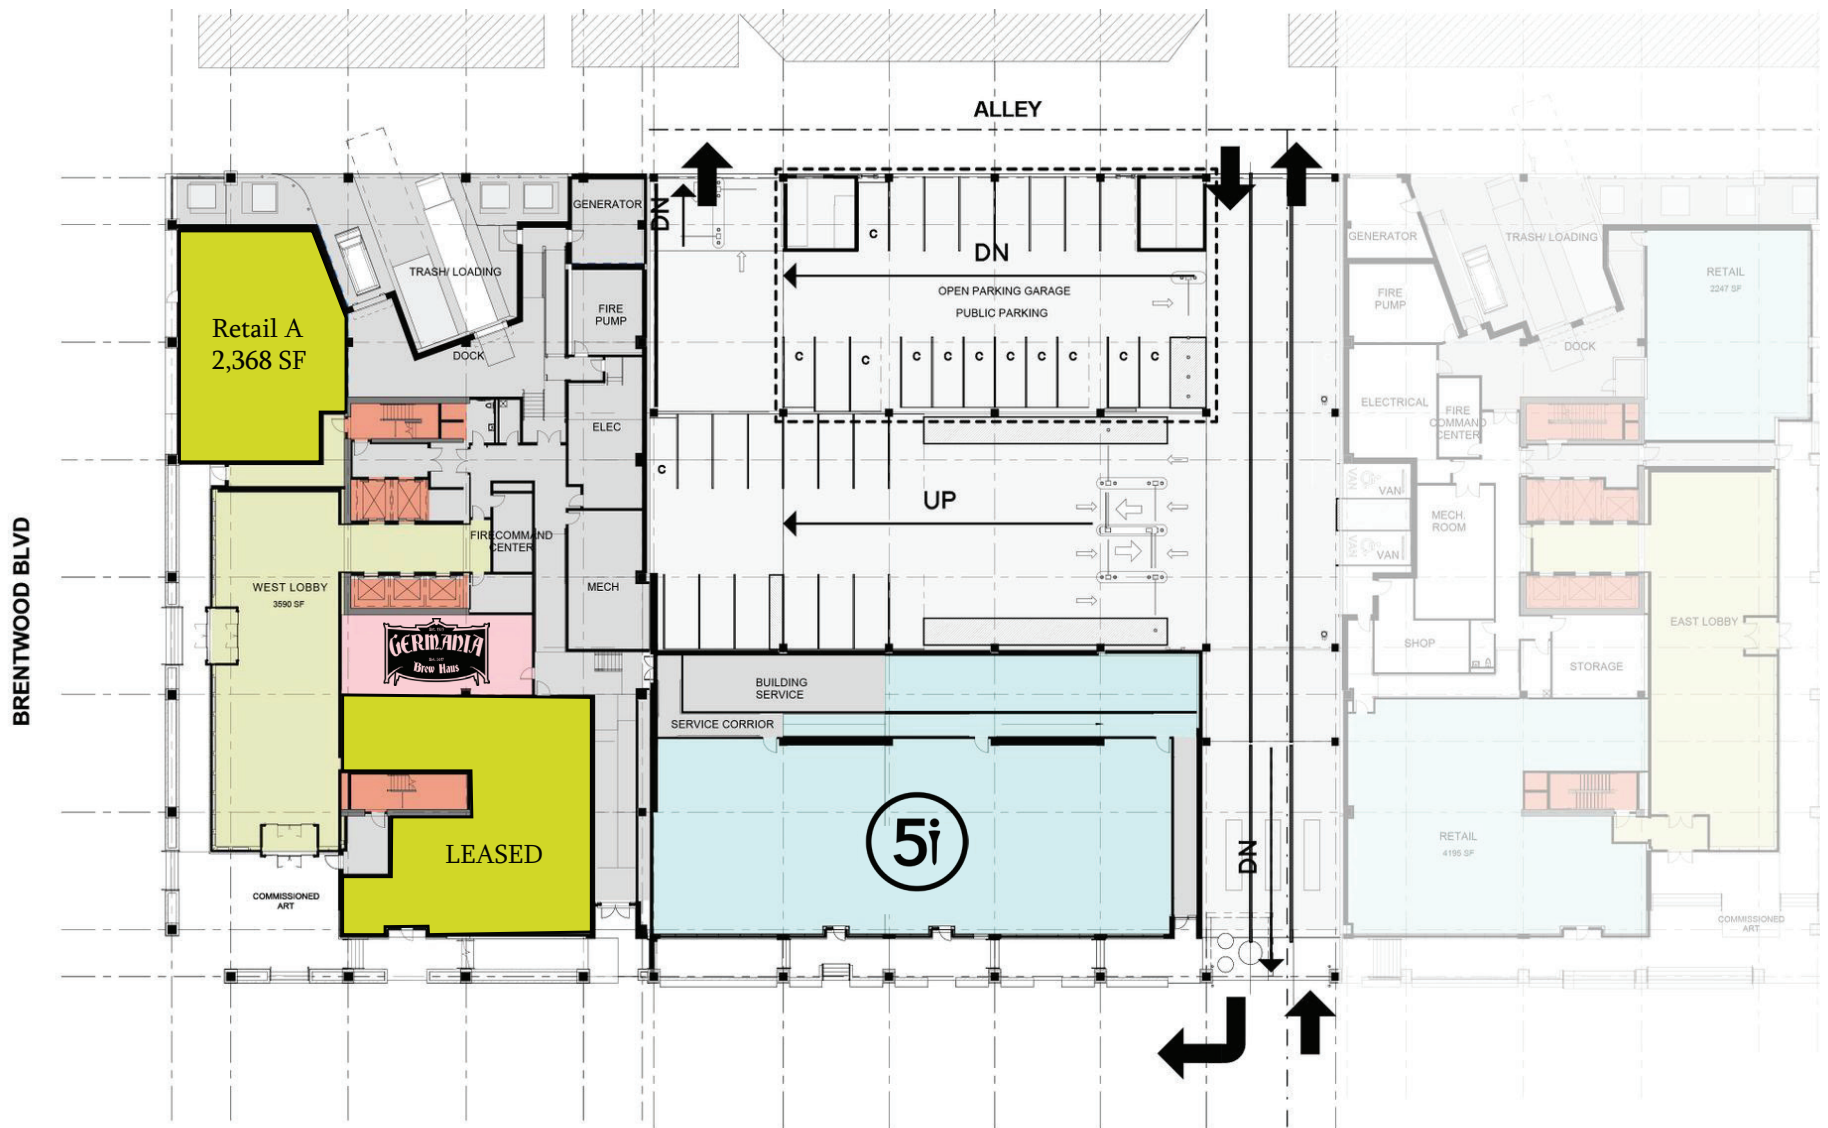 ALLEY
GENERATOR
DN
TRASH/ LOADING
FIRE
PUMP
DOCK
Retail A
2,368 SF
C
DN
OPEN PARKING GARAGE
PUBLIC PARKING
C
C
C
C
C
C
C
C
C
C
ELEC
C
UP
FIRECOMMAND
CENTER
MECH
WEST LOBBY
3590 SF
GERMANIA
Brew Haus
BRENTWOOD BLVD
BUILDING
SERVICE
SERVICE CORRIOR
5i
LEASED
COMMISSIONED
ART
DN
GENERATOR
TRASH/ LOADING
RETAIL
2247 SF
FIRE
PUMP
DOCK
ELECTRICAL
FIRE
COMMAND
CENTER
VAN
VAN
VAN
VAN
MECH.
ROOM
SHOP
STORAGE
EAST LOBBY
RETAIL
4195 SF
COMMISSIONED
ART